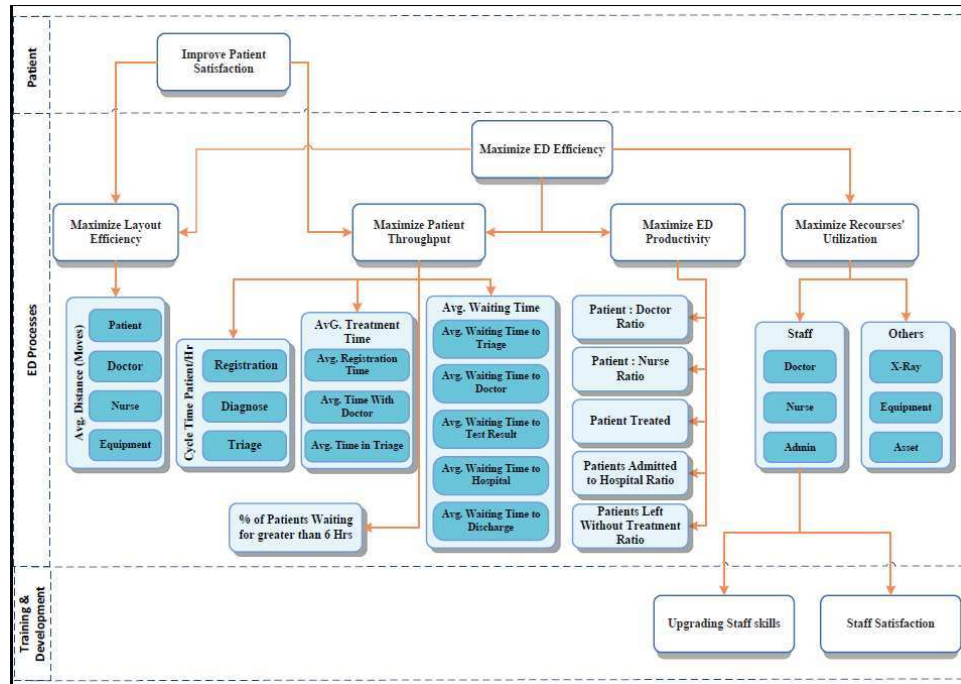 Patient
Improve Patient
Satisfaction
ED Processes
Maximize ED Efficiency
Maximize Layout
Efficiency
Maximize Patient
Throughput
Maximize ED
Productivity
Maximize Recourses'
Utilization
Avg. Distance (Moves)
Patient
Doctor
Nurse
Equipment
Cycle Time Patient/Hr
Registration
Diagnose
Triage
AvG. Treatment
Time
Avg. Registration
Time
Avg. Time With
Doctor
Avg. Time in Triage
Avg. Waiting Time
Avg. Waiting Time to
Triage
Avg. Waiting Time to
Doctor
Avg. Waiting Time to
Test Result
Avg. Waiting Time to
Hospital
Avg. Waiting Time to
Discharge
% of Patients Waiting
for greater than 6 Hrs
Patient : Doctor
Ratio
Patient : Nurse
Ratio
Patient Treated
Patients Admitted
to Hospital Ratio
Patients Left
Without Treatment
Ratio
Staff
Doctor
Nurse
Admin
Others
X-Ray
Equipment
Asset
Training &
Development
Upgrading Staff skills
Staff Satisfaction